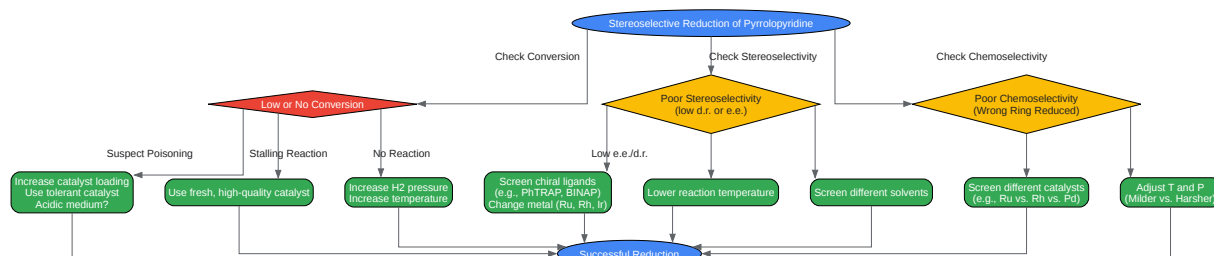 Stereoselective Reduction of Pyrrolopyridine
Check Conversion
Check Stereoselectivity
Check Chemoselectivity
Low or No Conversion
Poor Stereoselectivity
(low d.r. or e.e.)
Poor Chemoselectivity
(Wrong Ring Reduced)
Suspect Poisoning
Stalling Reaction
No Reaction
Low e.e./d.r.
Increase catalyst loading
Use tolerant catalyst
Acidic medium?
Use fresh, high-quality catalyst
Increase H2 pressure
Increase temperature
Screen chiral ligands
(e.g., PhTRAP, BINAP)
Change metal (Ru, Rh, Ir)
Lower reaction temperature
Screen different solvents
Screen different catalysts
(e.g., Ru vs. Rh vs. Pd)
Adjust T and P
(Milder vs. Harsher)
Successful Reduction